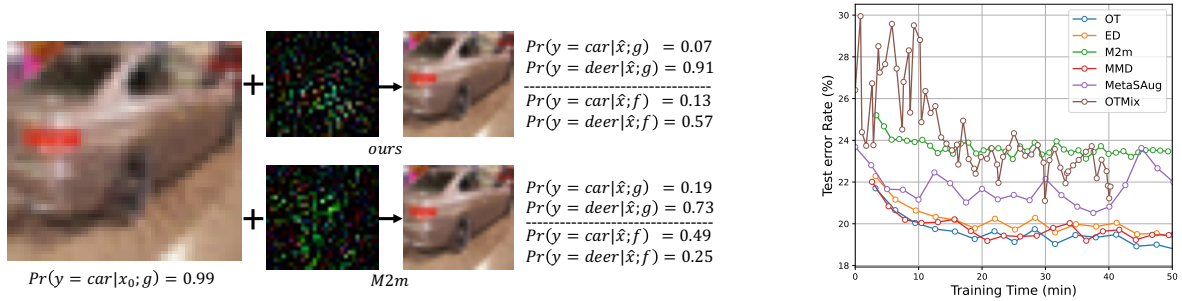 Pr(y = car|x̂; g) = 0.07
Pr(y = deer|x̂; g) = 0.91
Pr(y = car|x̂; f) = 0.13
Pr(y = deer|x̂; f) = 0.57
ours
Pr(y = car|x̂; g) = 0.19
Pr(y = deer|x̂; g) = 0.73
Pr(y = car|x̂; f) = 0.49
Pr(y = deer|x̂; f) = 0.25
M2m
Pr(y = car|x₀; g) = 0.99
Test error Rate (%)
30
28
26
24
22
20
18
0
10
20
30
40
50
Training Time (min)
OT
ED
M2m
MMD
MetaSAug
OTMix